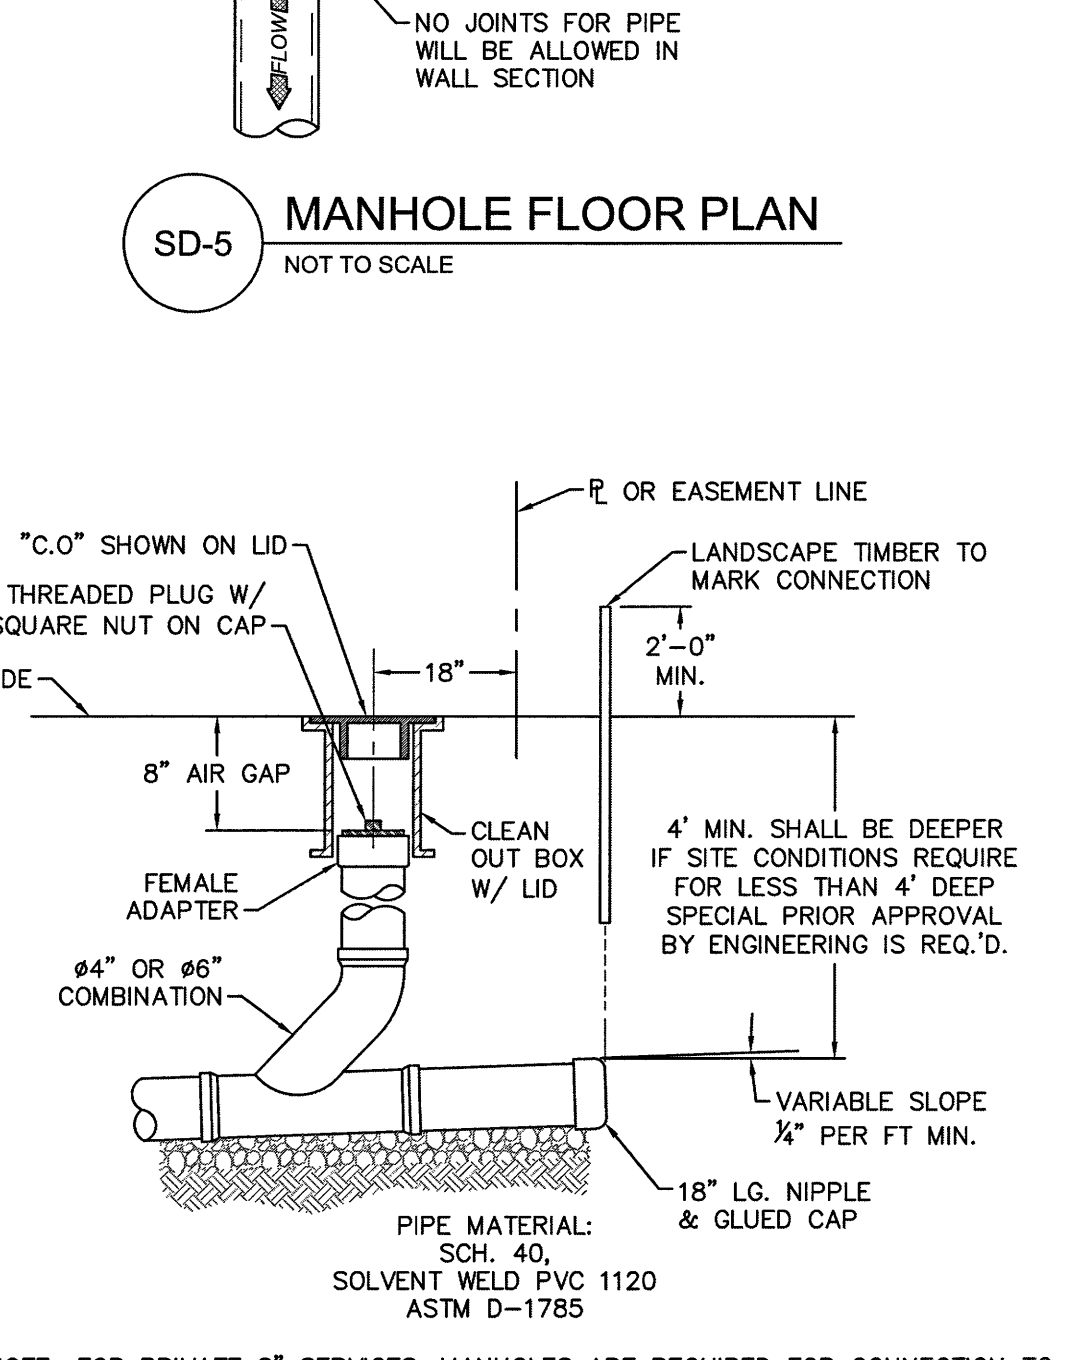 FLOW
NO JOINTS FOR PIPE
WILL BE ALLOWED IN
WALL SECTION
SD-5
MANHOLE FLOOR PLAN
NOT TO SCALE
℄ OR EASEMENT LINE
"C.O" SHOWN ON LID
LANDSCAPE TIMBER TO
MARK CONNECTION
THREADED PLUG W/
SQUARE NUT ON CAP
2'-0"
MIN.
18"
DE
8" AIR GAP
CLEAN
OUT BOX
W/ LID
4' MIN. SHALL BE DEEPER
IF SITE CONDITIONS REQUIRE
FOR LESS THAN 4' DEEP
SPECIAL PRIOR APPROVAL
BY ENGINEERING IS REQ.'D.
FEMALE
ADAPTER
ø4" OR ø6"
COMBINATION
VARIABLE SLOPE
¼" PER FT MIN.
18" LG. NIPPLE
& GLUED CAP
PIPE MATERIAL:
SCH. 40,
SOLVENT WELD PVC 1120
ASTM D-1785